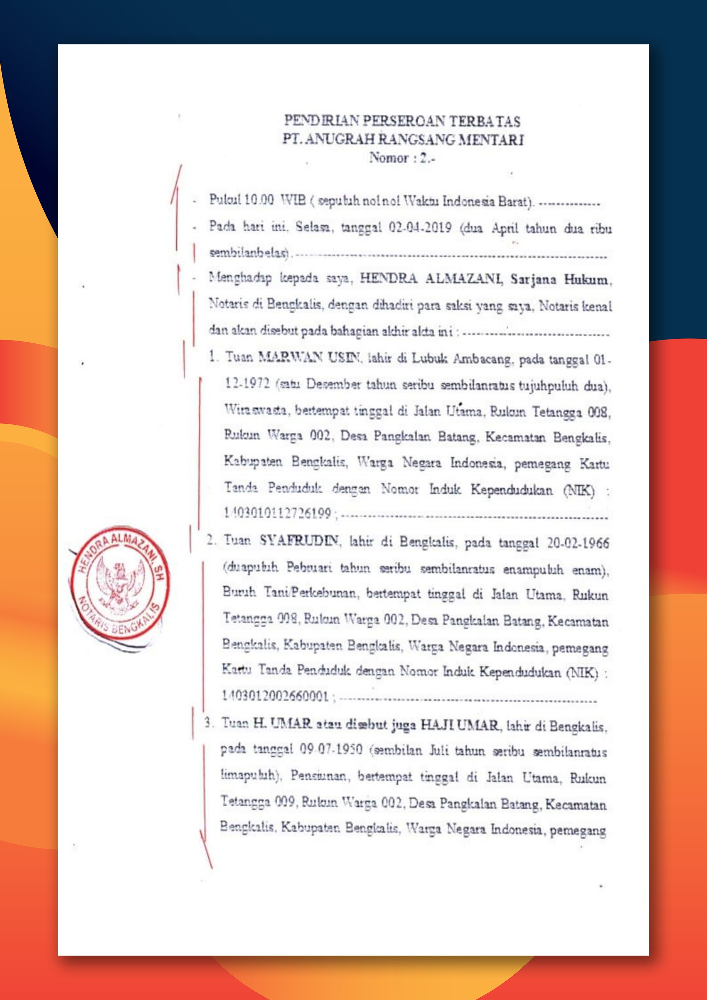 PENDIRIAN PERSEROAN TERBATAS
PT. ANUGRAH RANGSANG MENTARI
Nomor : 2.-
- Pukul 10.00 WIB ( sepuluh nol nol Waktu Indonesia Barat). --------------
- Pada hari ini, Selasa, tanggal 02-04-2019 (dua April tahun dua ribu
sembilanbelas).--------------------------------------------------------------
- Menghadap kepada saya, HENDRA ALMAZANI, Sarjana Hukum,
Notaris di Bengkalis, dengan dihadiri para saksi yang saya, Notaris kenal
dan akan disebut pada bahagian akhir akta ini : -----------------------------
1. Tuan MARWAN USIN, lahir di Lubuk Ambacang, pada tanggal 01-
12-1972 (satu Desember tahun seribu sembilanratus tujuhpuluh dua),
Wiraswasta, bertempat tinggal di Jalan Utama, Rukun Tetangga 008,
Rukun Warga 002, Desa Pangkalan Batang, Kecamatan Bengkalis,
Kabupaten Bengkalis, Warga Negara Indonesia, pemegang Kartu
Tanda Penduduk dengan Nomor Induk Kependudukan (NIK) :
1403010112726199 ; -----------------------------------------------------
2. Tuan SYAFRUDIN, lahir di Bengkalis, pada tanggal 20-02-1966
(duapuluh Pebruari tahun seribu sembilanratus enampuluh enam),
Buruh Tani/Perkebunan, bertempat tinggal di Jalan Utama, Rukun
Tetangga 008, Rukun Warga 002, Desa Pangkalan Batang, Kecamatan
Bengkalis, Kabupaten Bengkalis, Warga Negara Indonesia, pemegang
Kartu Tanda Penduduk dengan Nomor Induk Kependudukan (NIK) :
1403012002660001 ; ---------------------------------------------------
3. Tuan H. UMAR atau disebut juga HAJI UMAR, lahir di Bengkalis,
pada tanggal 09-07-1950 (sembilan Juli tahun seribu sembilanratus
limapuluh), Pensiunan, bertempat tinggal di Jalan Utama, Rukun
Tetangga 009, Rukun Warga 002, Desa Pangkalan Batang, Kecamatan
Bengkalis, Kabupaten Bengkalis, Warga Negara Indonesia, pemegang
HENDRA ALMAZANI, SH
NOTARIS BENGKALIS